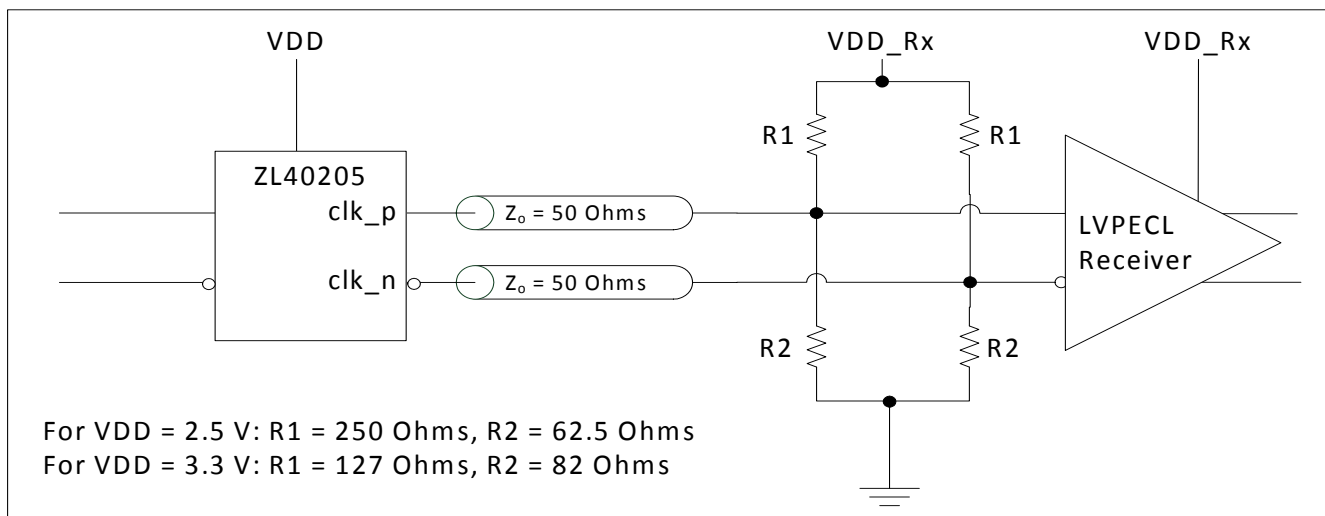 VDD
VDD_Rx
VDD_Rx
R1
R1
ZL40205
clk_p
Zo = 50 Ohms
LVPECL
Receiver
clk_n
Zo = 50 Ohms
R2
R2
For VDD = 2.5 V: R1 = 250 Ohms, R2 = 62.5 Ohms
For VDD = 3.3 V: R1 = 127 Ohms, R2 = 82 Ohms